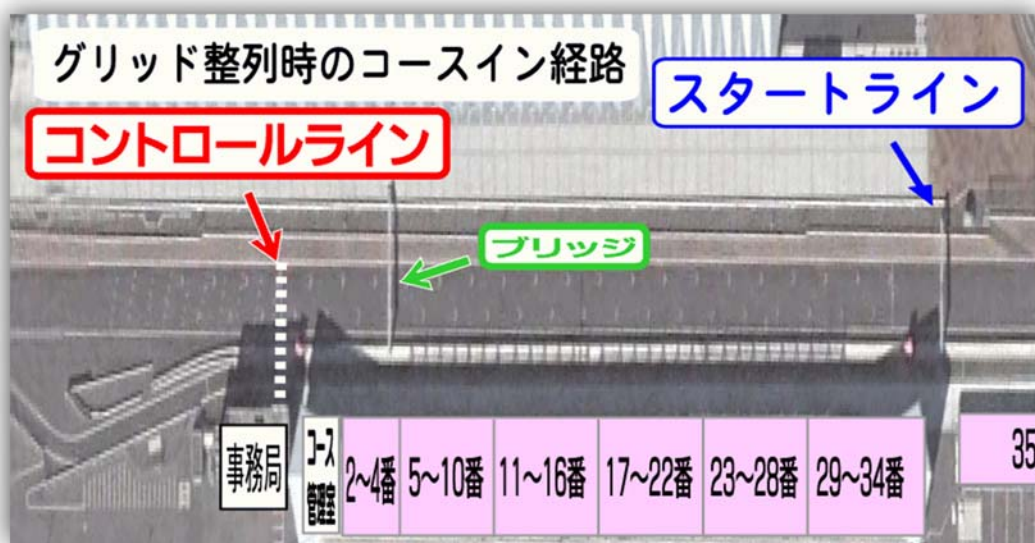 グリッド整列時のコースイン経路
スタートライン
コントロールライン
ブリッジ
事務局
コース
管理室
2~4番
5~10番
11~16番
17~22番
23~28番
29~34番
35